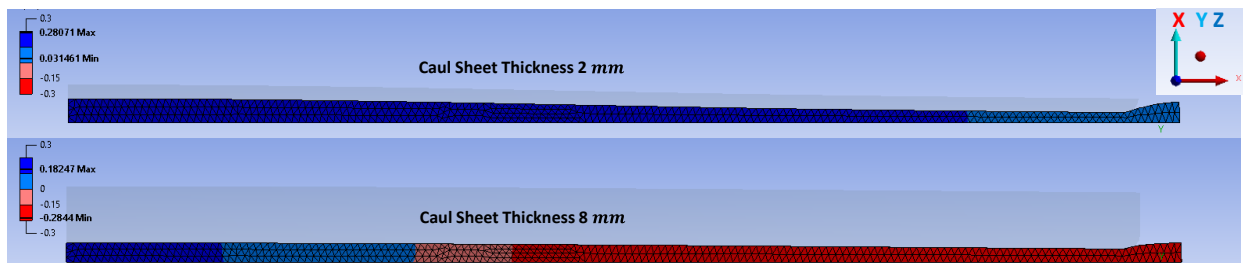 X Y Z
0.3
0.28071 Max
0.031461 Min
-0.15
-0.3
Caul Sheet Thickness 2 mm
X
Y
0.3
0.18247 Max
0
-0.15
-0.2844 Min
-0.3
Caul Sheet Thickness 8 mm